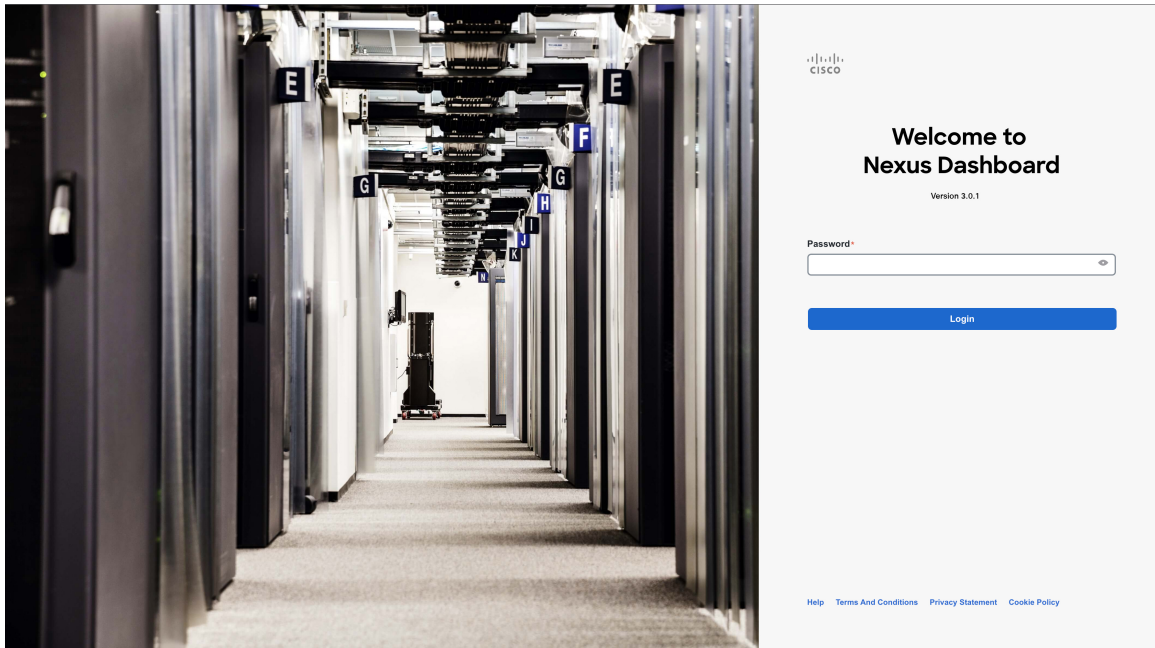 E
E
F
G
G
H
I
J
K
N
CISCO
Welcome to
Nexus Dashboard
Version 3.0.1
Password*
Login
Help Terms And Conditions Privacy Statement Cookie Policy